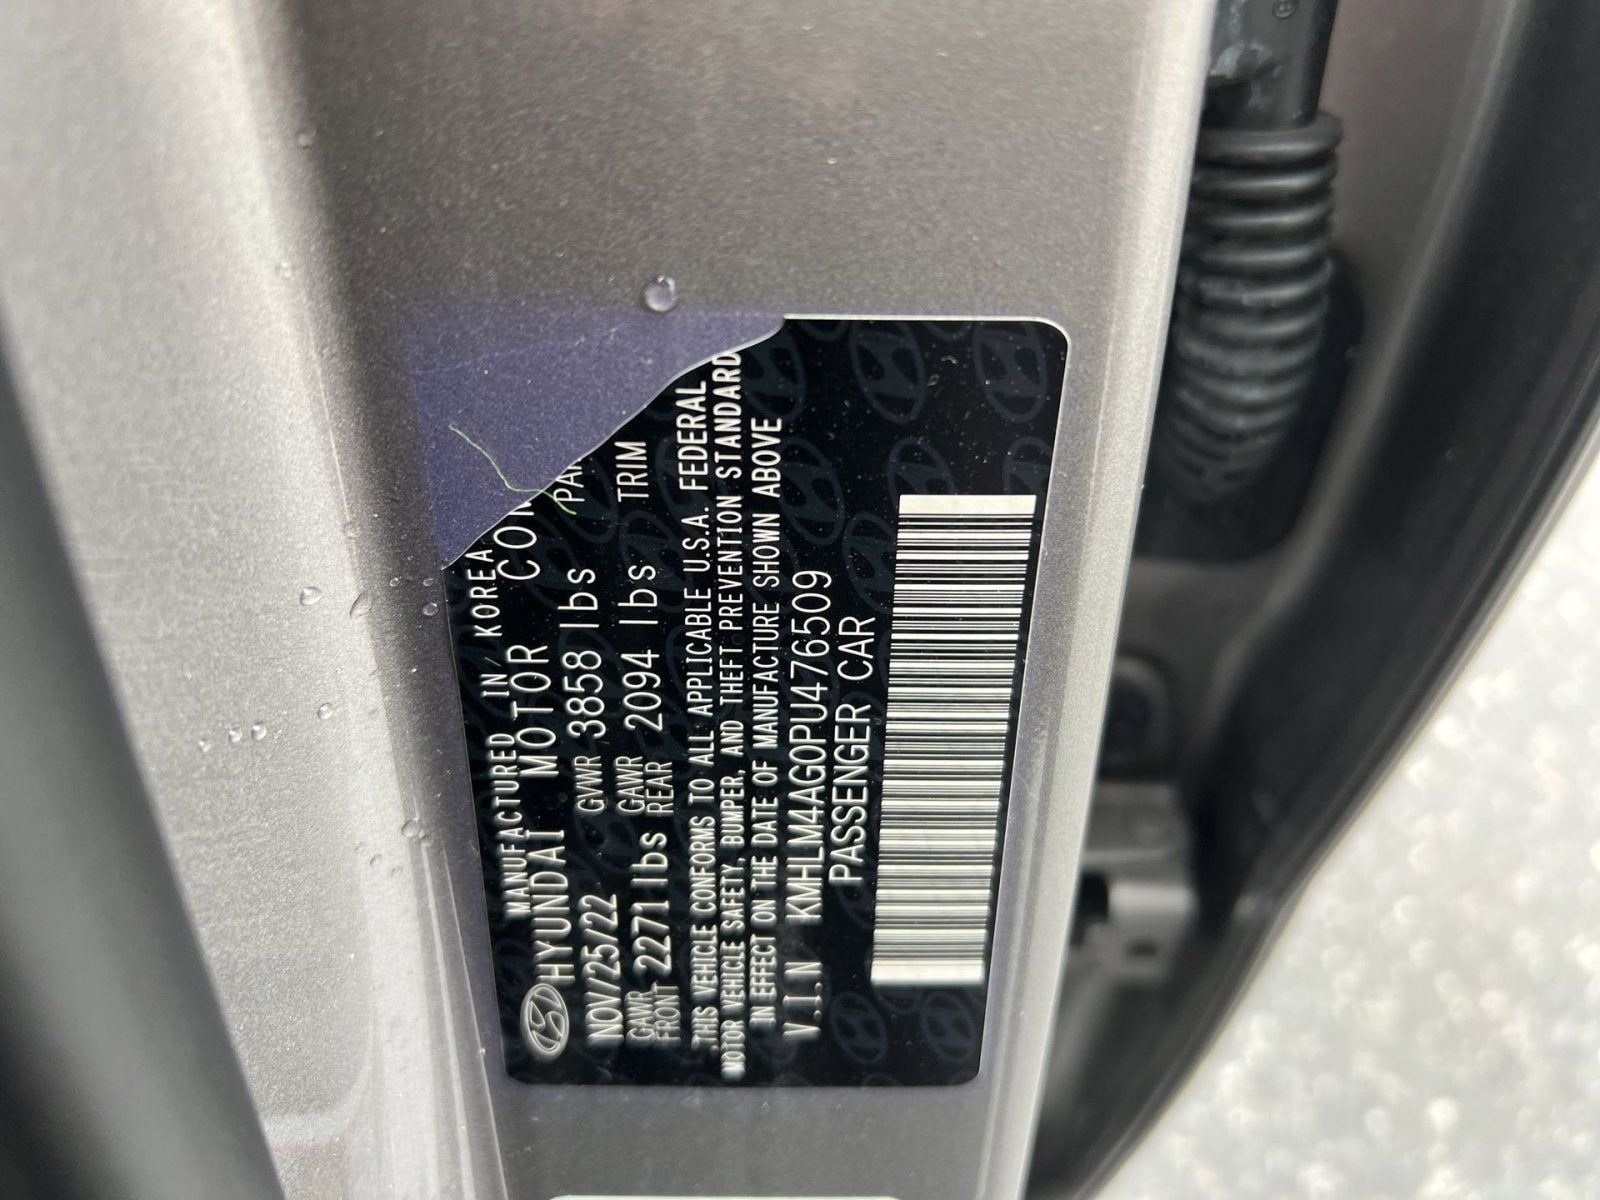 MANUFACTURED IN KOREA
HYUNDAI MOTOR
NOV/25/22 GVWR 3858 lbs
GAWR FRONT 2271 lbs GAWR REAR 2094 lbs TRIM
THIS VEHICLE CONFORMS TO ALL APPLICABLE U.S.A. FEDERAL
MOTOR VEHICLE SAFETY, BUMPER, AND THEFT PREVENTION STANDARD
IN EFFECT ON THE DATE OF MANUFACTURE SHOWN ABOVE
V.I.N KMHLM4AG0PU476509
PASSENGER CAR